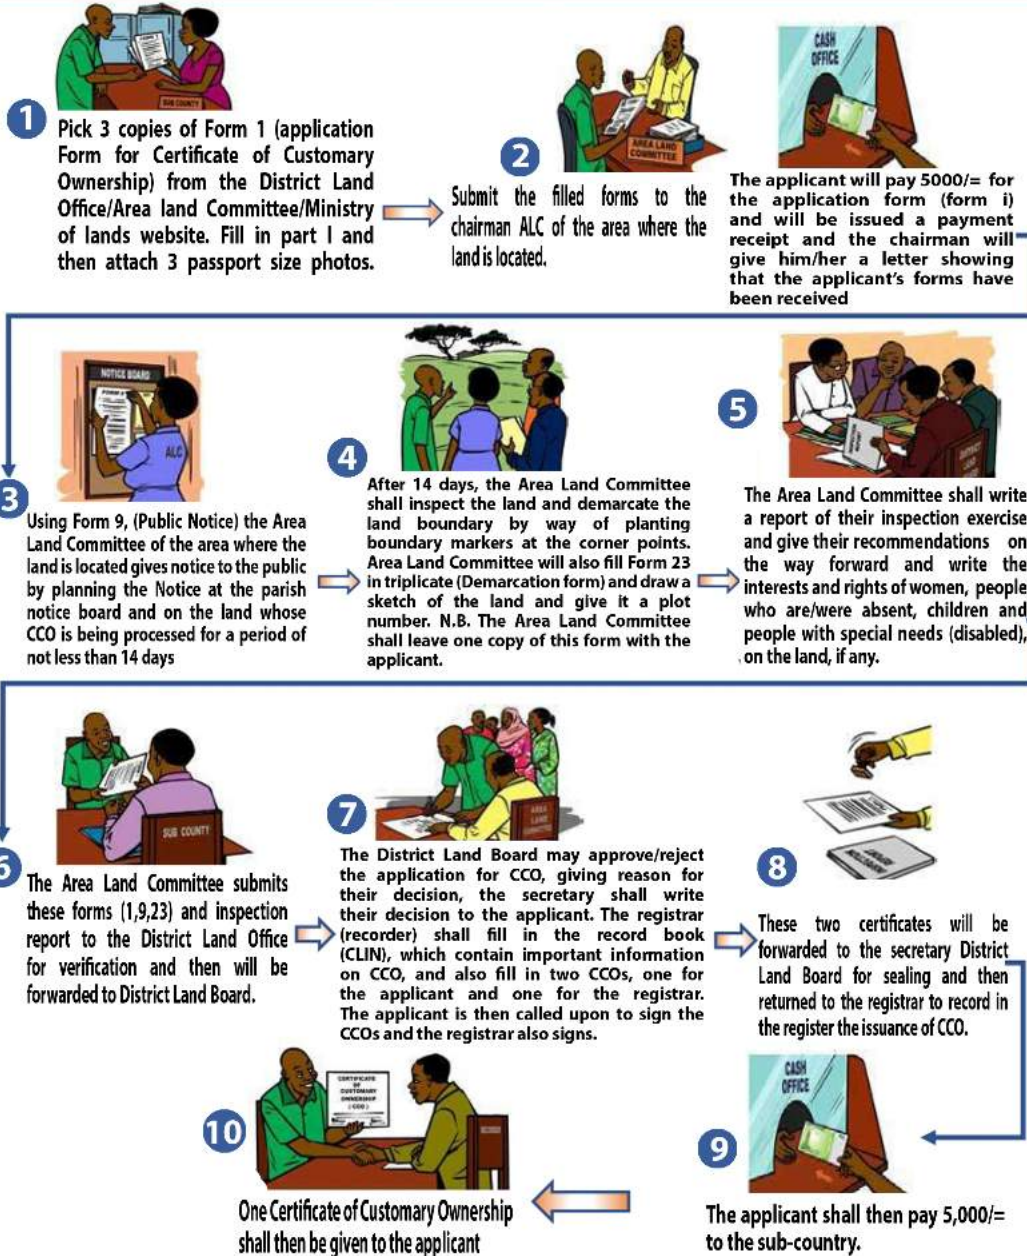 SUB COUNTY
1
Pick 3 copies of Form 1 (application
Form for Certificate of Customary
Ownership) from the District Land
Office/Area land Committee/Ministry
of lands website. Fill in part I and
then attach 3 passport size photos.
AREA LAND
COMMITTEE
2
Submit the filled forms to the
chairman ALC of the area where the
land is located.
CASH
OFFICE
The applicant will pay 5000/= for
the application form (form i)
and will be issued a payment
receipt and the chairman will
give him/her a letter showing
that the applicant's forms have
been received
NOTICE BOARD
ALC
3
Using Form 9, (Public Notice) the Area
Land Committee of the area where the
land is located gives notice to the public
by planning the Notice at the parish
notice board and on the land whose
CCO is being processed for a period of
not less than 14 days
4
After 14 days, the Area Land Committee
shall inspect the land and demarcate the
land boundary by way of planting
boundary markers at the corner points.
Area Land Committee will also fill Form 23
in triplicate (Demarcation form) and draw a
sketch of the land and give it a plot
number. N.B. The Area Land Committee
shall leave one copy of this form with the
applicant.
5
The Area Land Committee shall write
a report of their inspection exercise
and give their recommendations on
the way forward and write the
interests and rights of women, people
who are/were absent, children and
people with special needs (disabled),
on the land, if any.
SUB COUNTY
6
The Area Land Committee submits
these forms (1,9,23) and inspection
report to the District Land Office
for verification and then will be
forwarded to District Land Board.
AREA
LAND
COMMITTEE
7
The District Land Board may approve/reject
the application for CCO, giving reason for
their decision, the secretary shall write
their decision to the applicant. The registrar
(recorder) shall fill in the record book
(CLIN), which contain important information
on CCO, and also fill in two CCOs, one for
the applicant and one for the registrar.
The applicant is then called upon to sign the
CCOs and the registrar also signs.
8
These two certificates will be
forwarded to the secretary District
Land Board for sealing and then
returned to the registrar to record in
the register the issuance of CCO.
CASH
OFFICE
9
The applicant shall then pay 5,000/=
to the sub-country.
CERTIFICATE
OF
CUSTOMARY
OWNERSHIP
(CCO)
10
One Certificate of Customary Ownership
shall then be given to the applicant